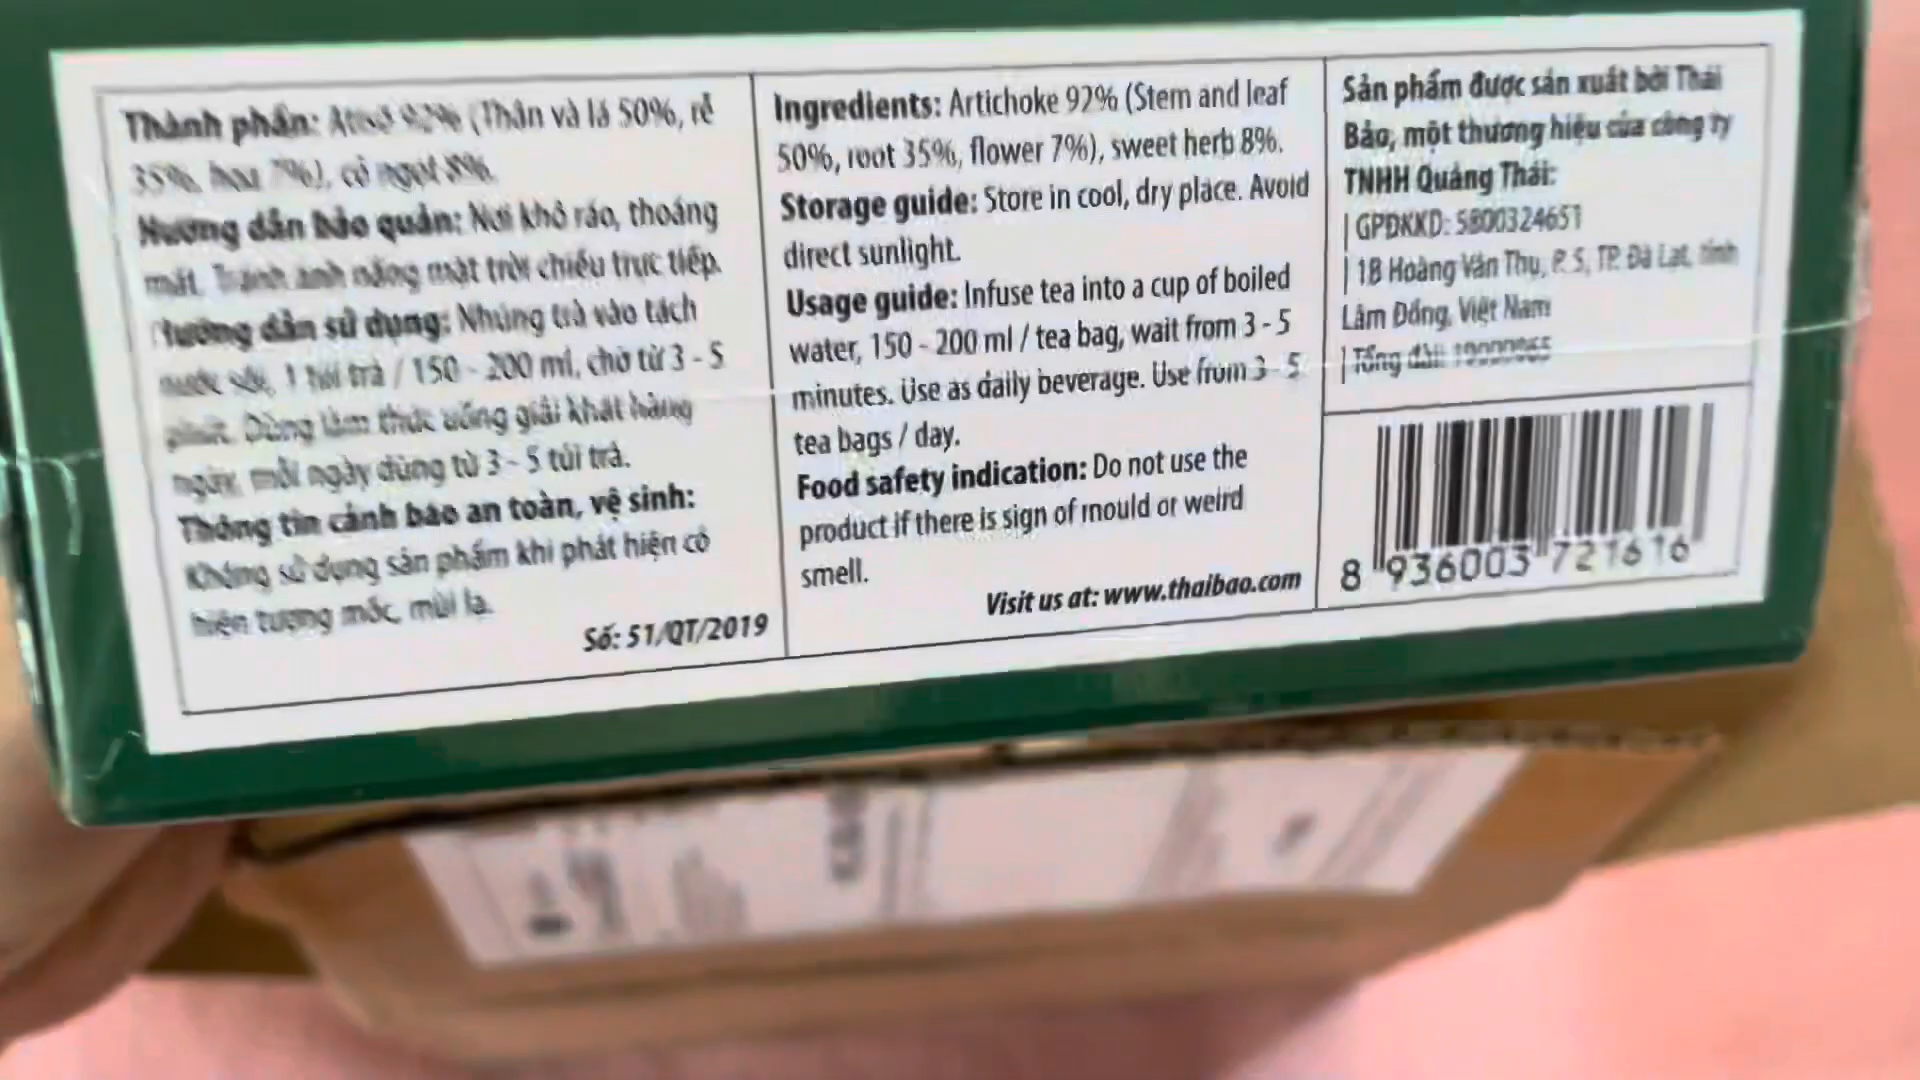 Thành phần: Atisô 92% (Thân và lá 50%, rễ
35%, hoa 7%), cỏ ngọt 8%.
Hướng dẫn bảo quản: Nơi khô ráo, thoáng
mát. Tránh ánh nắng mặt trời chiếu trực tiếp.
Hướng dẫn sử dụng: Nhúng trà vào tách
nước sôi, 1 túi trà / 150 - 200 ml, chờ từ 3 - 5
phút. Dùng làm thức uống giải khát hàng
ngày, mỗi ngày dùng từ 3 - 5 túi trà.
Thông tin cảnh báo an toàn, vệ sinh:
Không sử dụng sản phẩm khi phát hiện có
hiện tượng mốc, mùi lạ.
Số: 51/QT/2019
Ingredients: Artichoke 92% (Stem and leaf
50%, root 35%, flower 7%), sweet herb 8%.
Storage guide: Store in cool, dry place. Avoid
direct sunlight.
Usage guide: Infuse tea into a cup of boiled
water, 150 - 200 ml / tea bag, wait from 3 - 5
minutes. Use as daily beverage. Use from 3 - 5
tea bags / day.
Food safety indication: Do not use the
product if there is sign of mould or weird
smell.
Visit us at: www.thaibao.com
Sản phẩm được sản xuất bởi Thái
Bảo, một thương hiệu của công ty
TNHH Quảng Thái:
| GPĐKKD: 5800324651
| 1B Hoàng Văn Thụ, P. 5, TP. Đà Lạt, tỉnh
Lâm Đồng, Việt Nam
| Tổng đài:
8 936003 721616